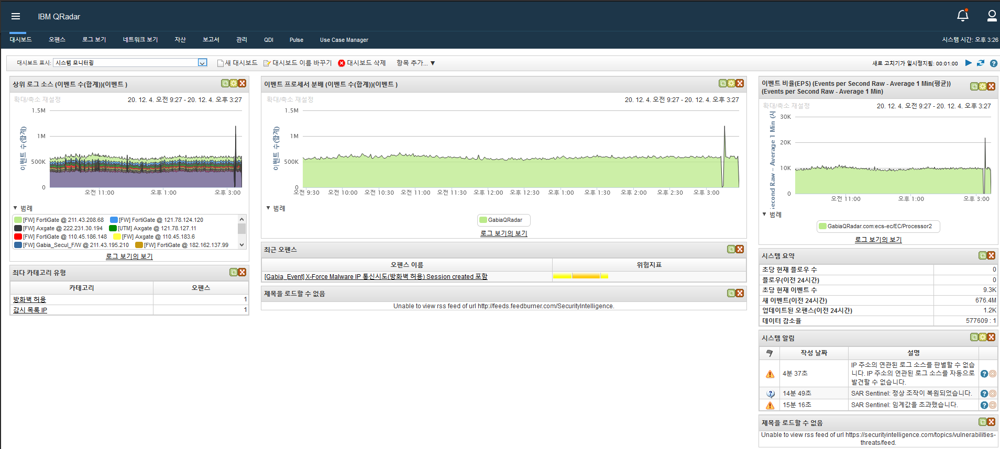 IBM QRadar
대시보드 오펜스 로그 보기 네트워크 보기 자산 보고서 관리 QDI Pulse Use Case Manager 시스템 시간: 오후 3:26
대시보드 표시: 시스템 모니터링 새 대시보드 대시보드 이름 바꾸기 대시보드 삭제 항목 추가... ▼ 새로 고치기가 일시정지됨: 00:01:00
상위 로그 소스 (이벤트 수(합계))(이벤트 )
확대/축소 재설정 20. 12. 4. 오전 9:27 - 20. 12. 4. 오후 3:27
이벤트 수(합계)
1.5M
1M
500K
0
오전 11:00 오후 1:00 오후 3:00
▼ 범례
[FW] FortiGate @ 211.43.208.68 [FW] FortiGate @ 121.78.124.120
[FW] Axgate @ 222.231.30.194 [UTM] Axgate @ 121.78.127.11
[FW] FortiGate @ 110.45.186.148 [FW] Axgate @ 110.45.183.6
[FW] Gabia_Secul_F/W @ 211.43.195.210 [FW] FortiGate @ 182.162.137.99
로그 보기의 보기
최다 카테고리 유형
카테고리 오펜스
방화벽 허용 1
감시 목록 IP 1
이벤트 프로세서 분배 (이벤트 수(합계))(이벤트 )
확대/축소 재설정 20. 12. 4. 오전 9:27 - 20. 12. 4. 오후 3:27
이벤트 수(합계)
1.5M
1M
500K
0
오전 9:30 오전 10:00 오전 10:30 오전 11:00 오전 11:30 오후 12:00 오후 12:30 오후 1:00 오후 1:30 오후 2:00 오후 2:30 오후 3:00
▼ 범례
GabiaQRadar
로그 보기의 보기
최근 오펜스
오펜스 이름 위험지표
[Gabia_Event] X-Force Malware IP 통신시도(방화벽 허용) Session created 포함
제목을 로드할 수 없음
Unable to view rss feed of url http://feeds.feedburner.com/SecurityIntelligence.
이벤트 비율(EPS) (Events per Second Raw - Average 1 Min(평균))
(Events per Second Raw - Average 1 Min)
확대/축소 재설정 20. 12. 4. 오전 9:27 - 20. 12. 4. 오후 3:27
Second Raw - Average 1 Min (시
30K
20K
10K
0
오전 11:00 오후 1:00 오후 3:00
▼ 범례
GabiaQRadar.com:ecs-ec/EC/Processor2
로그 보기의 보기
시스템 요약
초당 현재 플로우 수 0
플로우(이전 24시간) 0
초당 현재 이벤트 수 9.3K
새 이벤트(이전 24시간) 676.4M
업데이트된 오펜스(이전 24시간) 1.2K
데이터 감소율 577609 : 1
시스템 알림
작성 날짜 설명
4분 37초 IP 주소의 연관된 로그 소스를 판별할 수 없습
니다. IP 주소의 연관된 로그 소스를 자동으로
발견할 수 없습니다.
14분 49초 SAR Sentinel: 정상 조작이 복원되었습니다.
15분 16초 SAR Sentinel: 임계값을 초과했습니다.
제목을 로드할 수 없음
Unable to view rss feed of url https://securityintelligence.com/topics/vulnerabilities-
threats/feed.